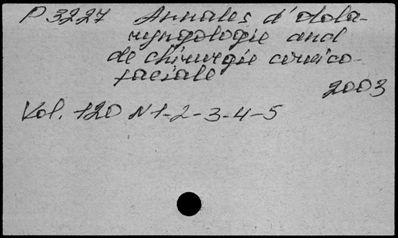 P 3227 Annales d'otola-
ryngologie and
de chirurgie cervico-
faciale
2003
Vol. 120 N 1-2-3-4-5